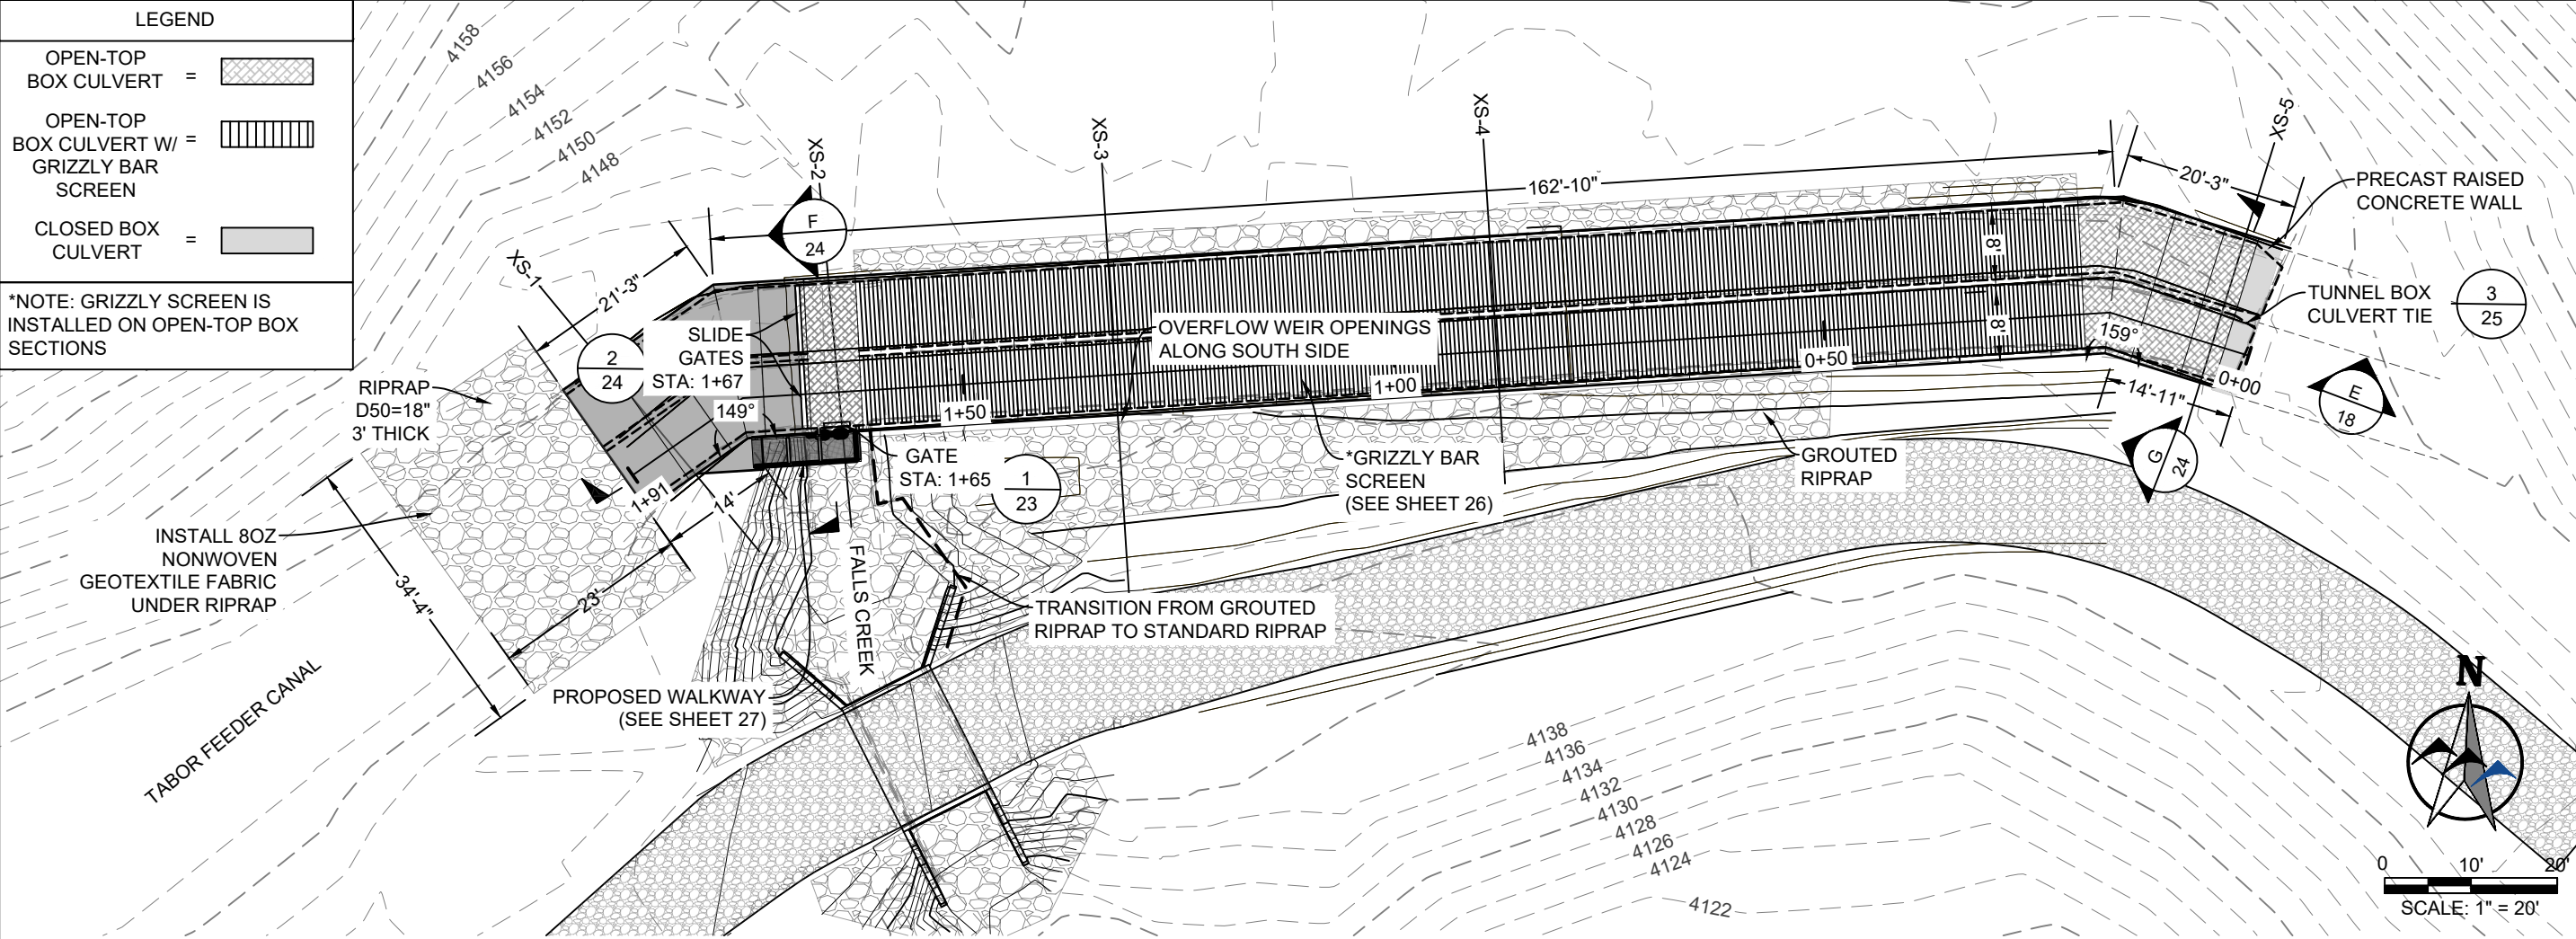 LEGEND
OPEN-TOP
BOX CULVERT =
OPEN-TOP
BOX CULVERT W/ =
GRIZZLY BAR
SCREEN
CLOSED BOX
CULVERT =
*NOTE: GRIZZLY SCREEN IS
INSTALLED ON OPEN-TOP BOX
SECTIONS
4158
4156
4154
4152
4150
4148
XS-1
XS-2
XS-3
XS-4
XS-5
162'-10"
20'-3"
21'-3"
F
24
2
24
SLIDE
GATES
STA: 1+67
149°
OVERFLOW WEIR OPENINGS
ALONG SOUTH SIDE
8'
8'
159°
PRECAST RAISED
CONCRETE WALL
TUNNEL BOX
CULVERT TIE
3
25
0+00
0+50
1+00
1+50
1+91
14'-11"
E
18
G
24
RIPRAP
D50=18"
3' THICK
INSTALL 8OZ
NONWOVEN
GEOTEXTILE FABRIC
UNDER RIPRAP
34'-4"
23'
14'
GATE
STA: 1+65
1
23
*GRIZZLY BAR
SCREEN
(SEE SHEET 26)
GROUTED
RIPRAP
FALLS CREEK
TRANSITION FROM GROUTED
RIPRAP TO STANDARD RIPRAP
PROPOSED WALKWAY
(SEE SHEET 27)
TABOR FEEDER CANAL
4138
4136
4134
4132
4130
4128
4126
4124
4122
N
0 10' 20'
SCALE: 1" = 20'